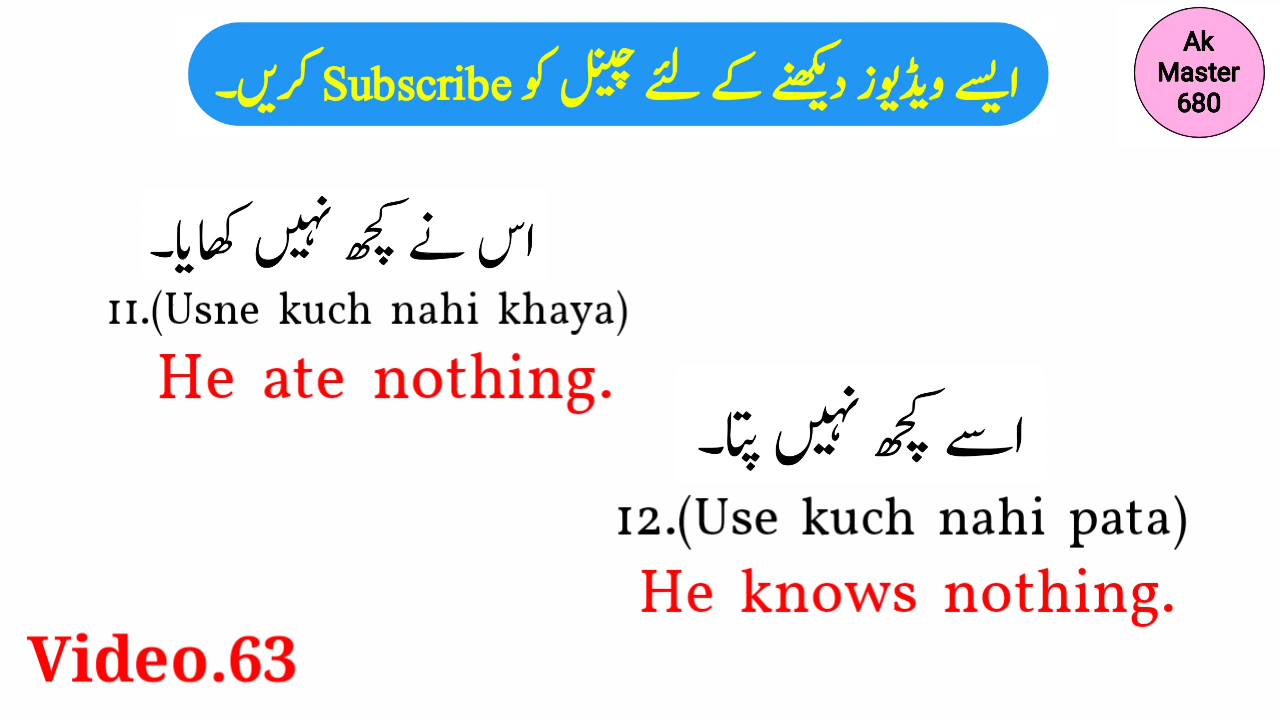 ایسے ویڈیوز دیکھنے کے لئے چینل کو Subscribe کریں۔
Ak
Master
680
اس نے کچھ نہیں کھایا۔
11.(Usne kuch nahi khaya)
He ate nothing.
اسے کچھ نہیں پتا۔
12.(Use kuch nahi pata)
He knows nothing.
Video.63